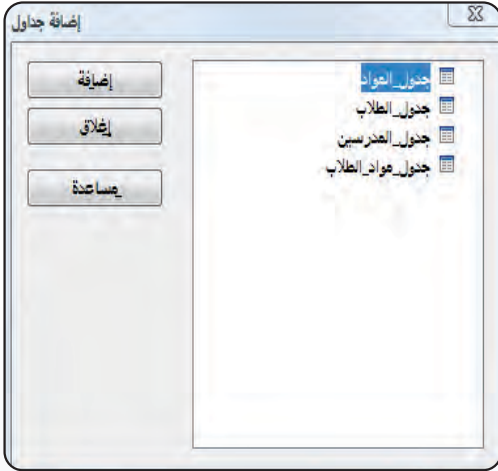 إضافة جداول
جدول_المواد
جدول_الطلاب
جدول_المدرسين
جدول_مواد_الطلاب
إضافة
إغلاق
مساعدة